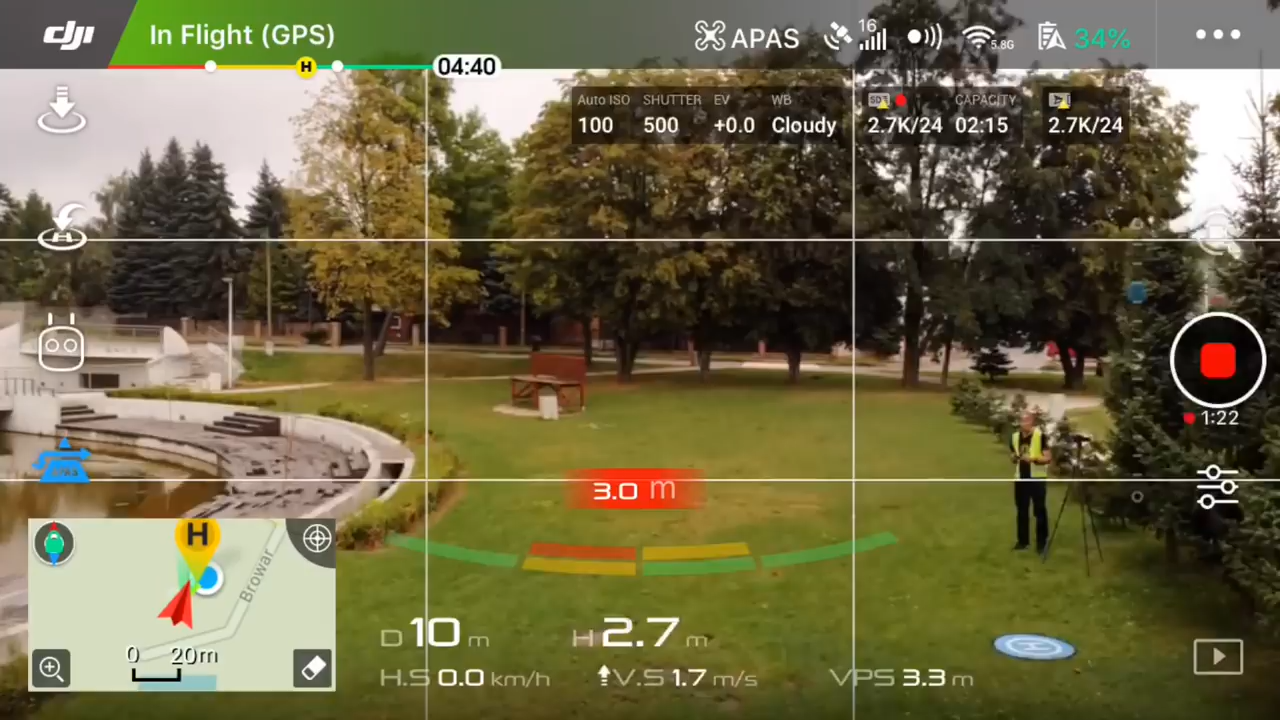 dji
In Flight (GPS)
APAS
16
5.8G
34%
H
04:40
Auto ISO SHUTTER EV WB
100 500 +0.0 Cloudy
SD CAPACITY
2.7K/24 02:15
2.7K/24
H
1:22
3.0 m
H
Browar
0 20m
D 10 m
H 2.7 m
H.S 0.0 km/h
V.S 1.7 m/s
VPS 3.3 m
H